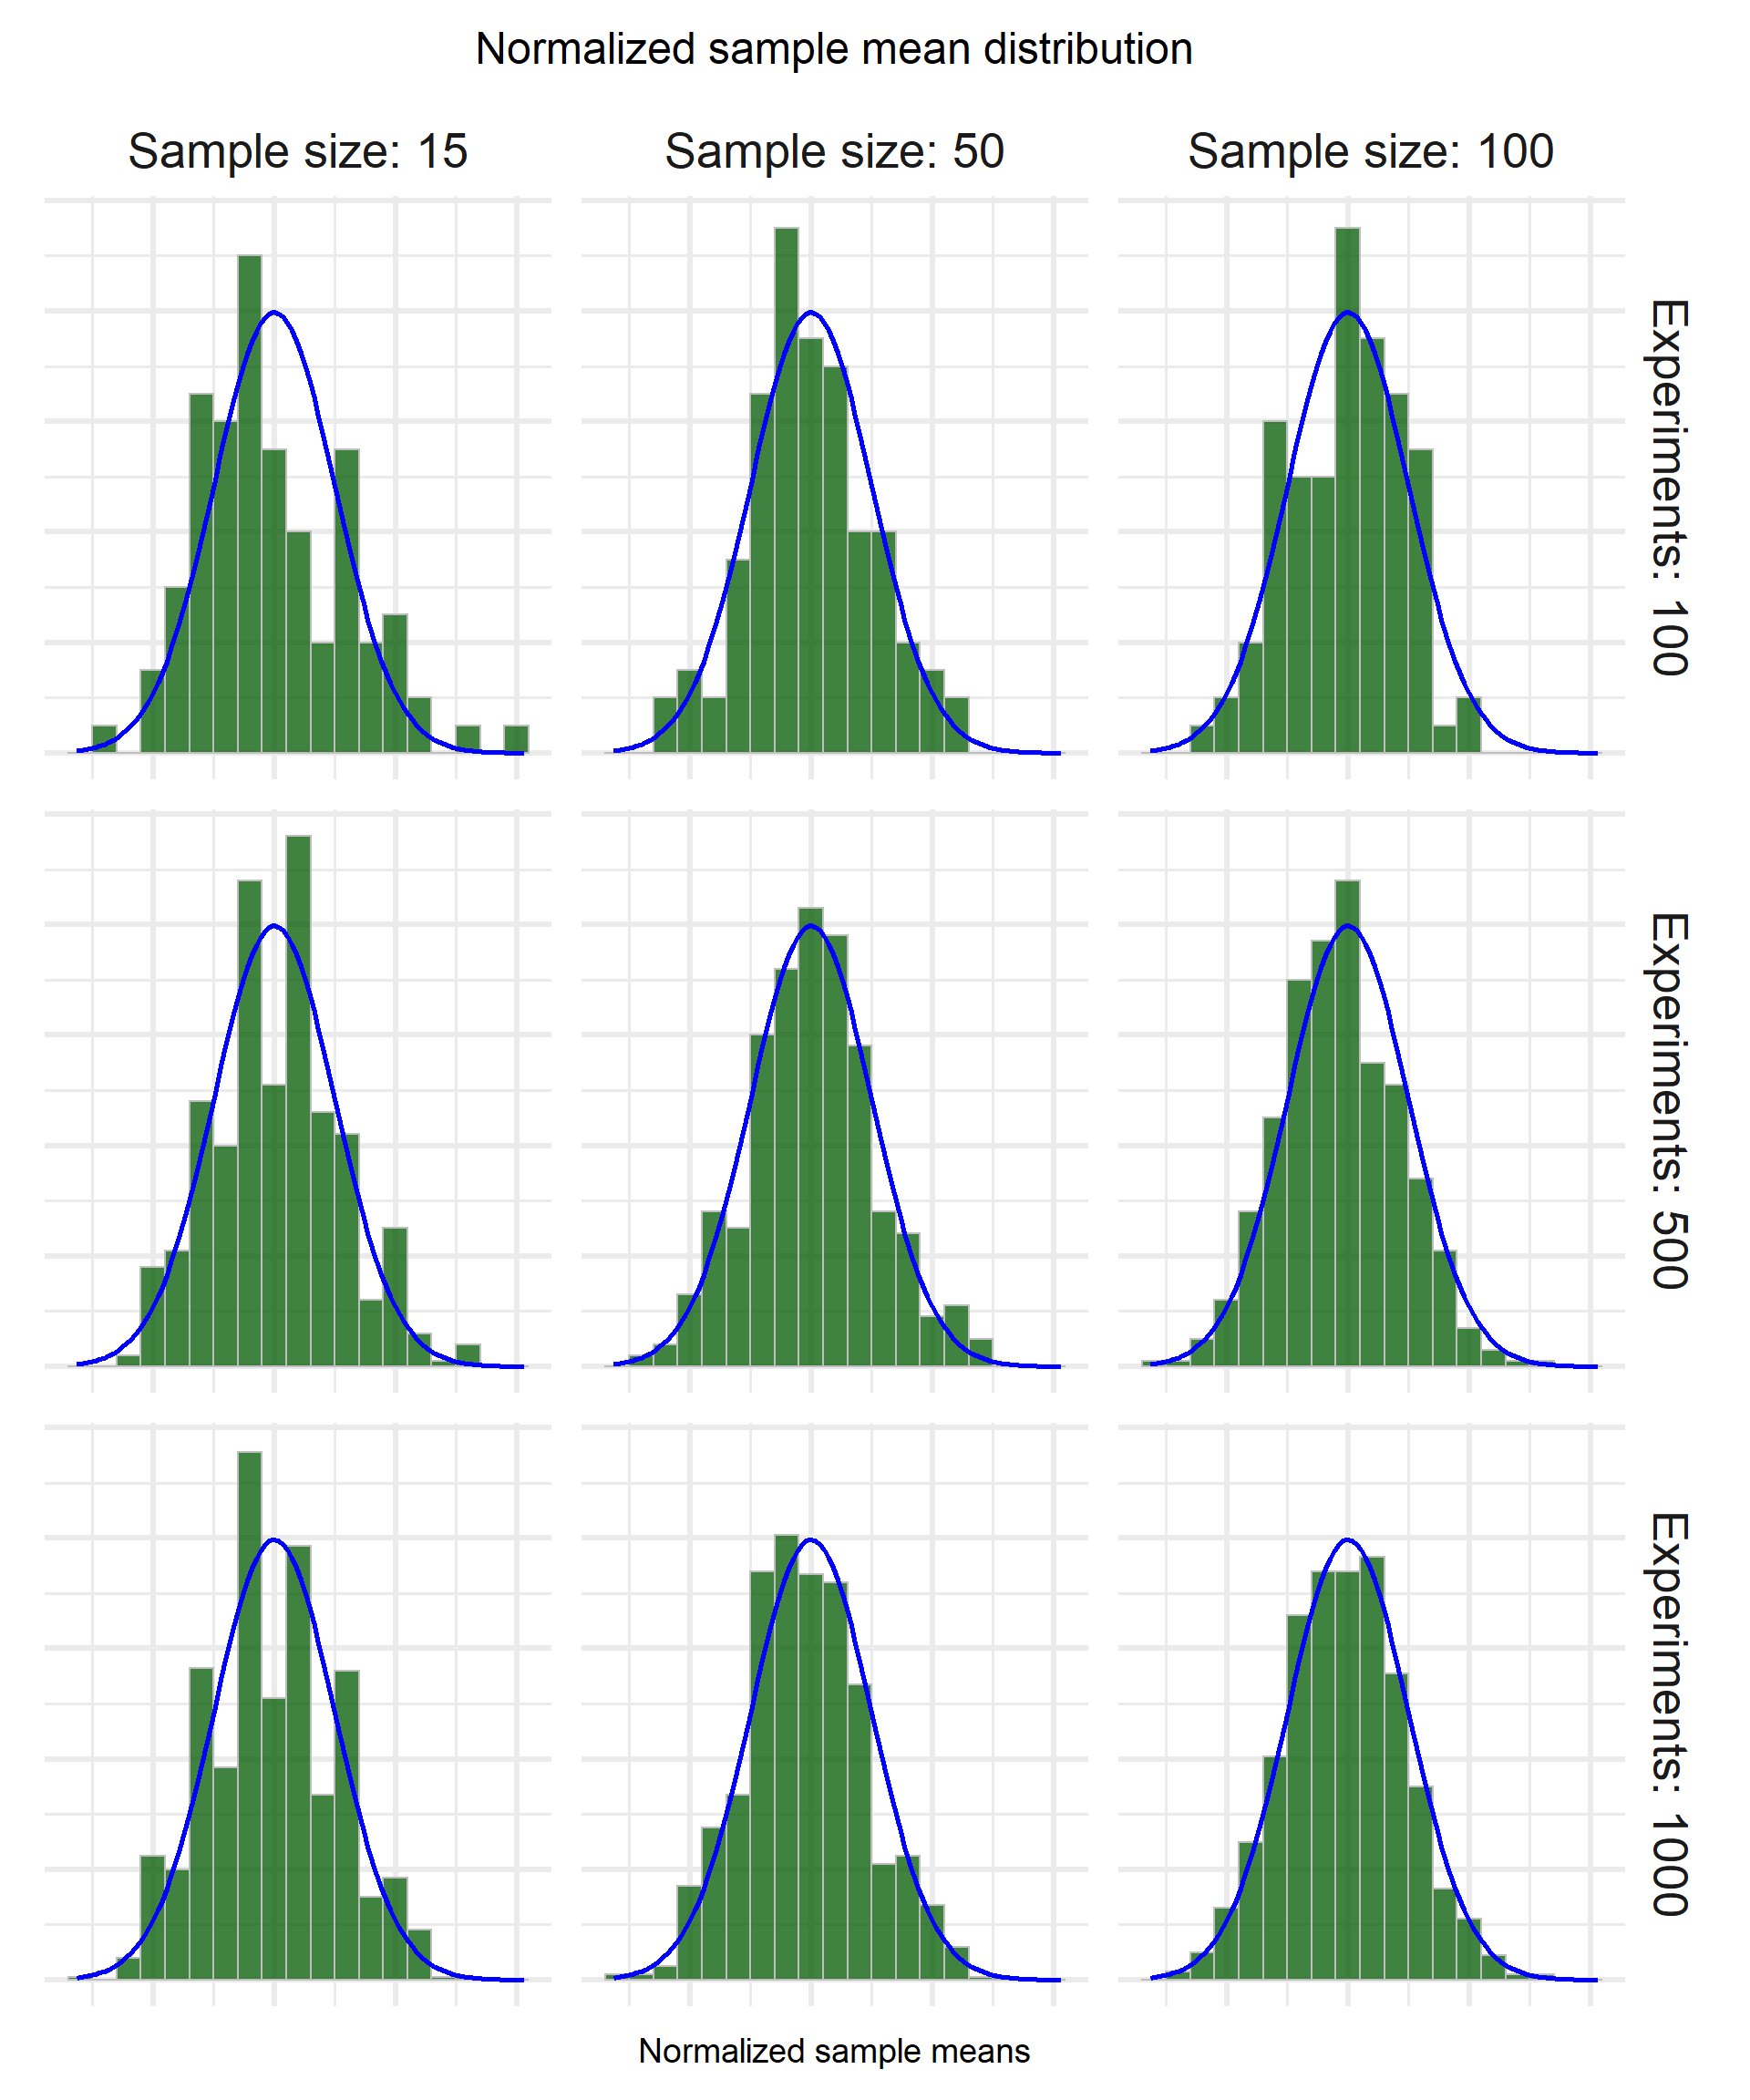 Normalized sample mean distribution
Sample size: 15
Sample size: 50
Sample size: 100
Experiments: 100
Experiments: 500
Experiments: 1000
Normalized sample means